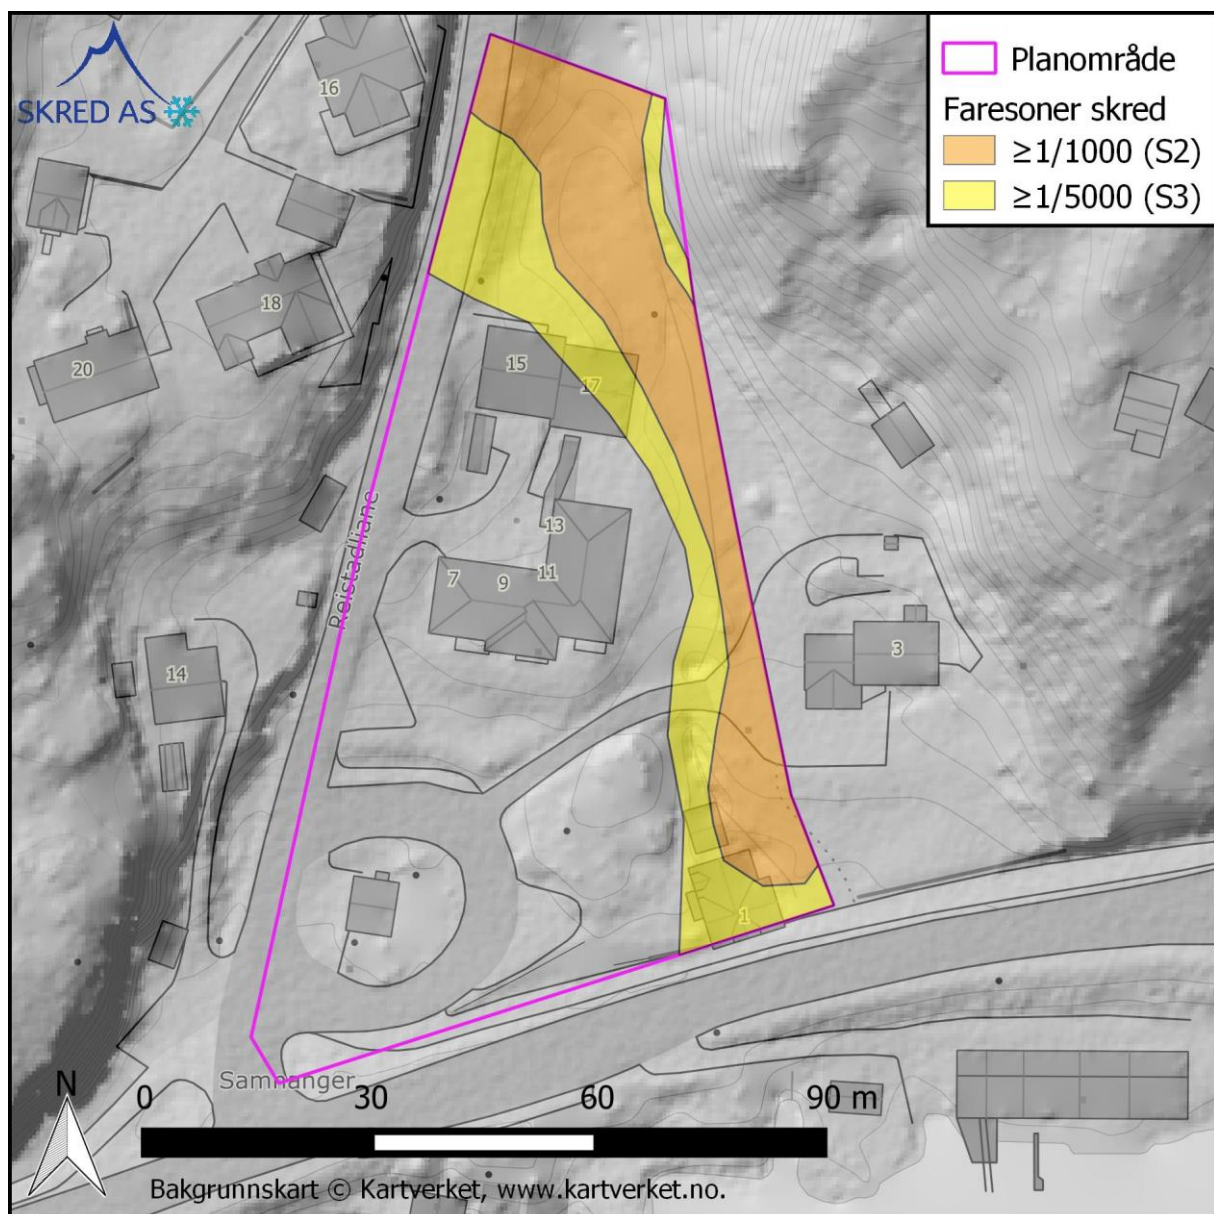 SKRED AS
Planområde
Faresoner skred
≥1/1000 (S2)
≥1/5000 (S3)
16
18
20
15
17
13
11
7
9
3
14
1
Reistadliane
Samnanger
N
0 30 60 90 m
Bakgrunnskart © Kartverket, www.kartverket.no.